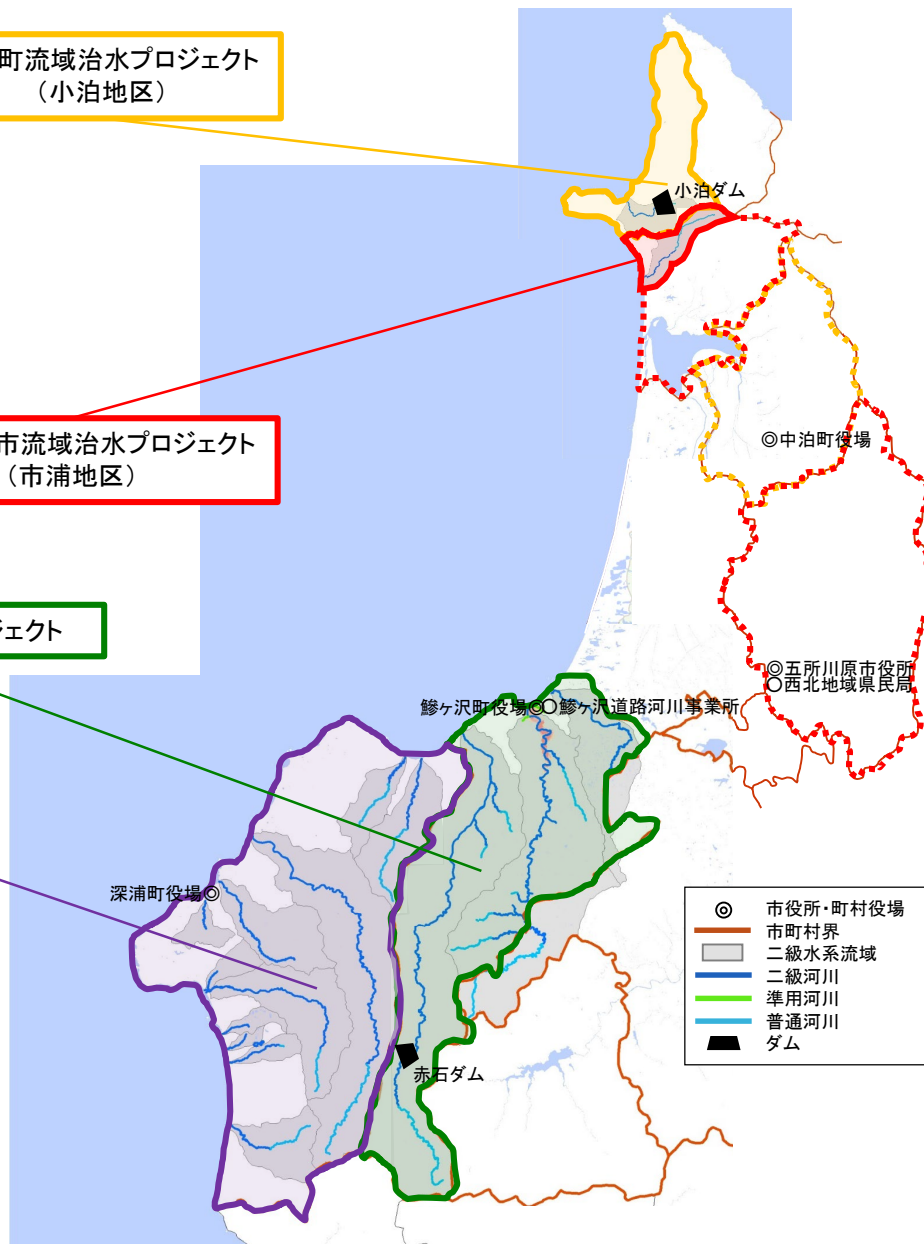 町流域治水プロジェクト
（小泊地区）
小泊ダム
市流域治水プロジェクト
（市浦地区）
◎中泊町役場
ジェクト
◎五所川原市役所
○西北地域県民局
鰺ヶ沢町役場◎○鰺ヶ沢道路河川事業所
深浦町役場◎
赤石ダム
◎ 市役所・町村役場
市町村界
二級水系流域
二級河川
準用河川
普通河川
ダム